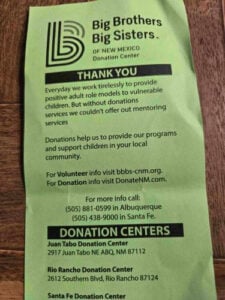 Big Brothers
Big Sisters™
OF NEW MEXICO
Donation Center
THANK YOU
Everyday we work tirelessly to provide
positive adult role models to vulnerable
children. But without donations
services we couldn't offer out mentoring
services
Donations help us to provide our programs
and support children in your local
community.
For Volunteer info visit bbbs-cnm.org.
For Donation info visit DonateNM.com.
For more info call:
(505) 881-0599 in Albuquerque
(505) 438-9000 in Santa Fe.
DONATION CENTERS
Juan Tabo Donation Center
2917 Juan Tabo NE ABQ, NM 87112
Rio Rancho Donation Center
2612 Southern Blvd, Rio Rancho 87124
Santa Fe Donation Center